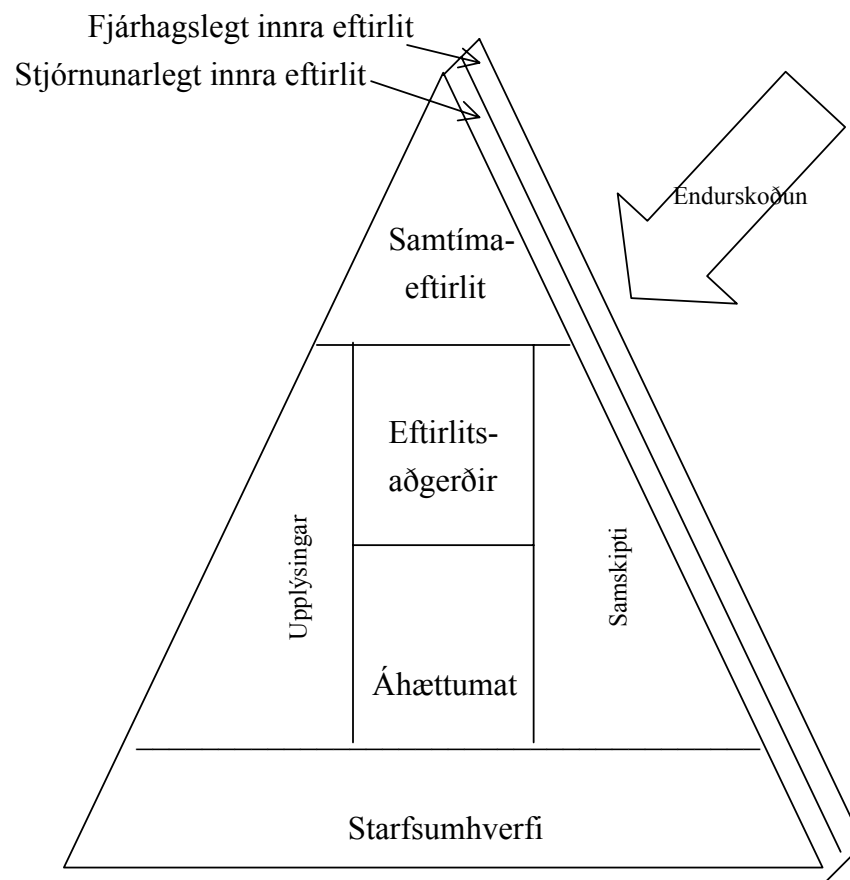 Fjárhagslegt innra eftirlit
Stjórnunarlegt innra eftirlit
Endurskoðun
Samtíma-
eftirlit
Eftirlits-
aðgerðir
Upplýsingar
Samskipti
Áhættumat
Starfsumhverfi